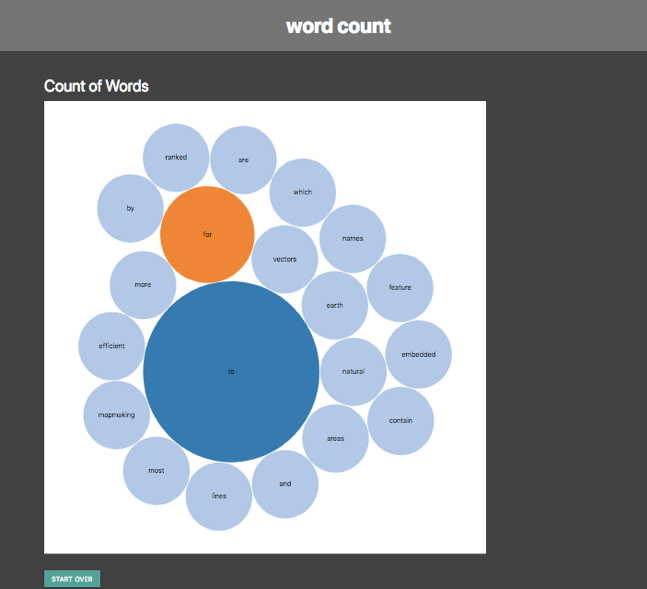 word count
Count of Words
ranked
are
which
by
for
names
vectors
more
feature
earth
efficient
embedded
to
natural
mapmaking
contain
areas
most
and
lines
START OVER